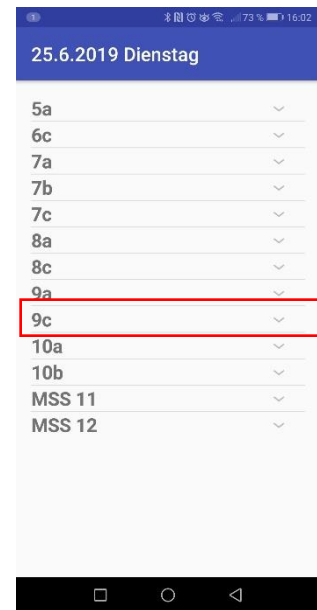 1 73 % 16:02
25.6.2019 Dienstag
5a
6c
7a
7b
7c
8a
8c
9a
9c
10a
10b
MSS 11
MSS 12